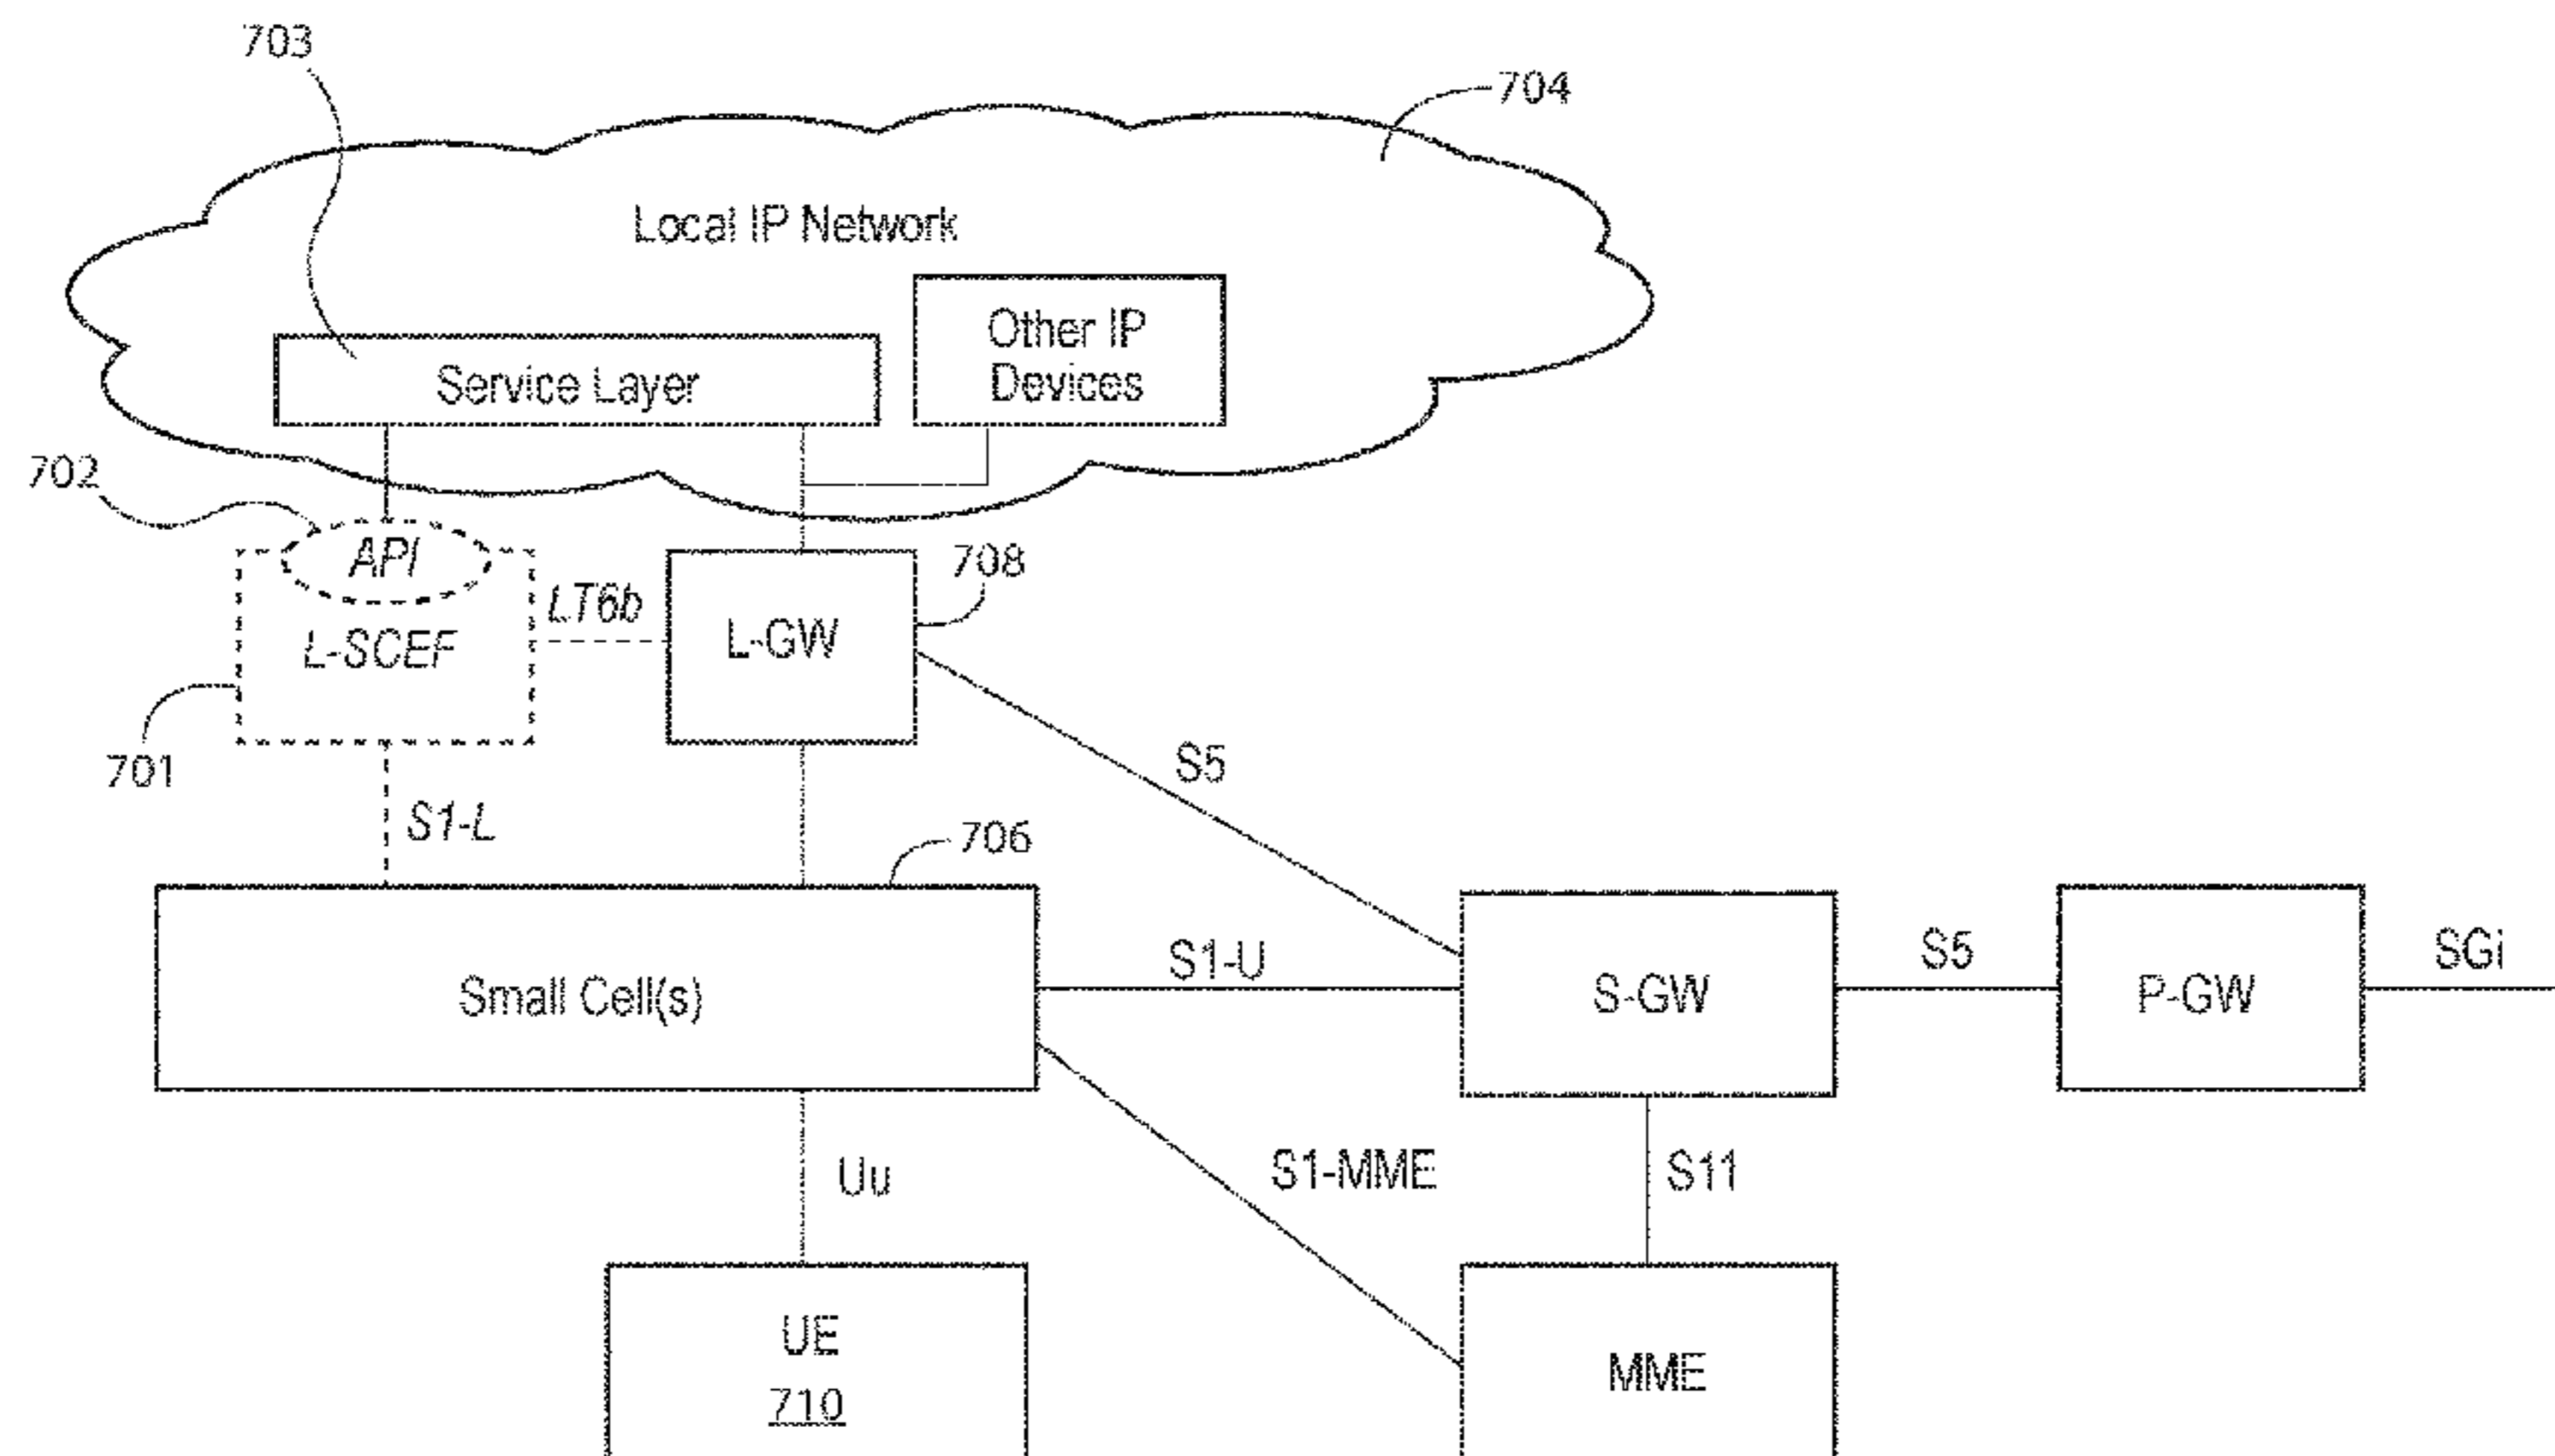 703
704
Local IP Network
Other IP
Devices
Service Layer
702
API
708
LT6b
L-GW
L-SCEF
701
S5
S1-L
706
S1-U
S5
SGi
Small Cell(s)
S-GW
P-GW
Uu
S1-MME
S11
UE
710
MME